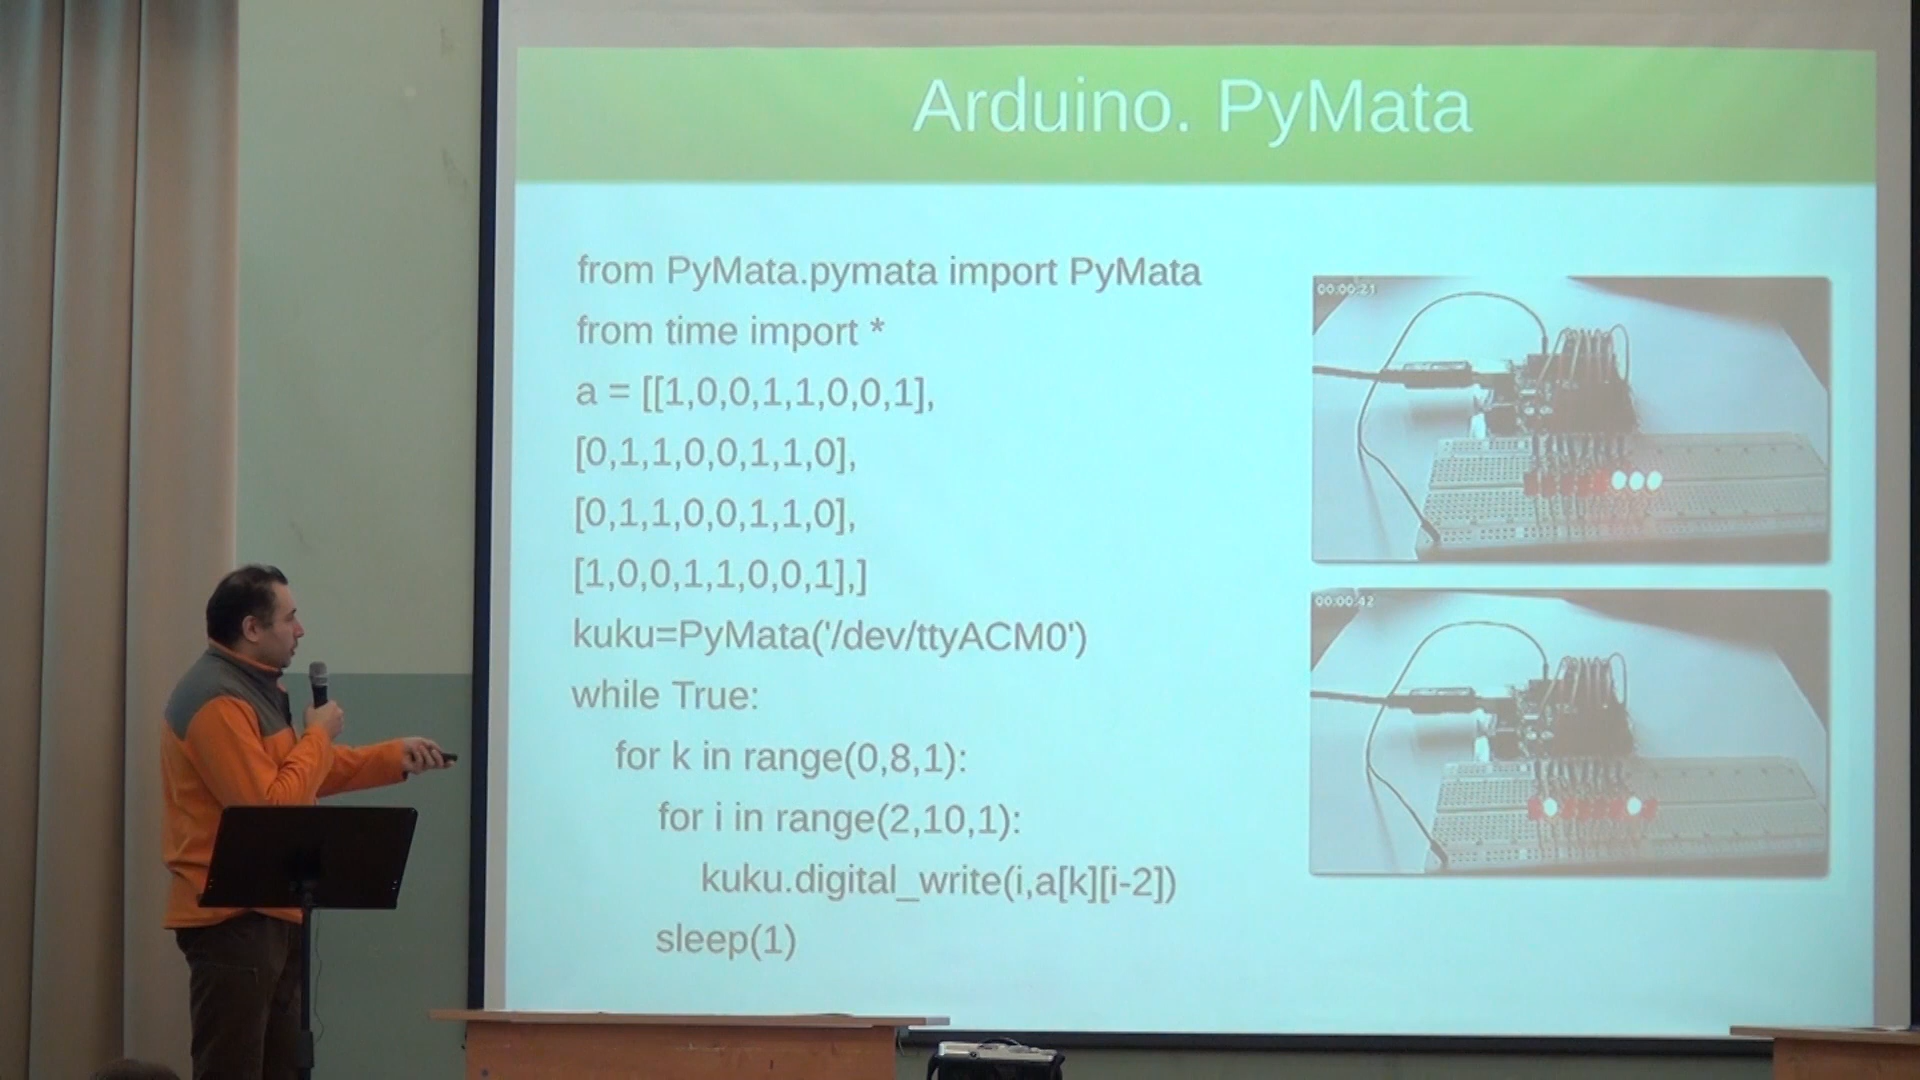 Arduino. PyMata
from PyMata.pymata import PyMata
from time import *
a = [[1,0,0,1,1,0,0,1],
[0,1,1,0,0,1,1,0],
[0,1,1,0,0,1,1,0],
[1,0,0,1,1,0,0,1],]
kuku=PyMata('/dev/ttyACM0')
while True:
for k in range(0,8,1):
for i in range(2,10,1):
kuku.digital_write(i,a[k][i-2])
sleep(1)
00:00:21
00:00:42